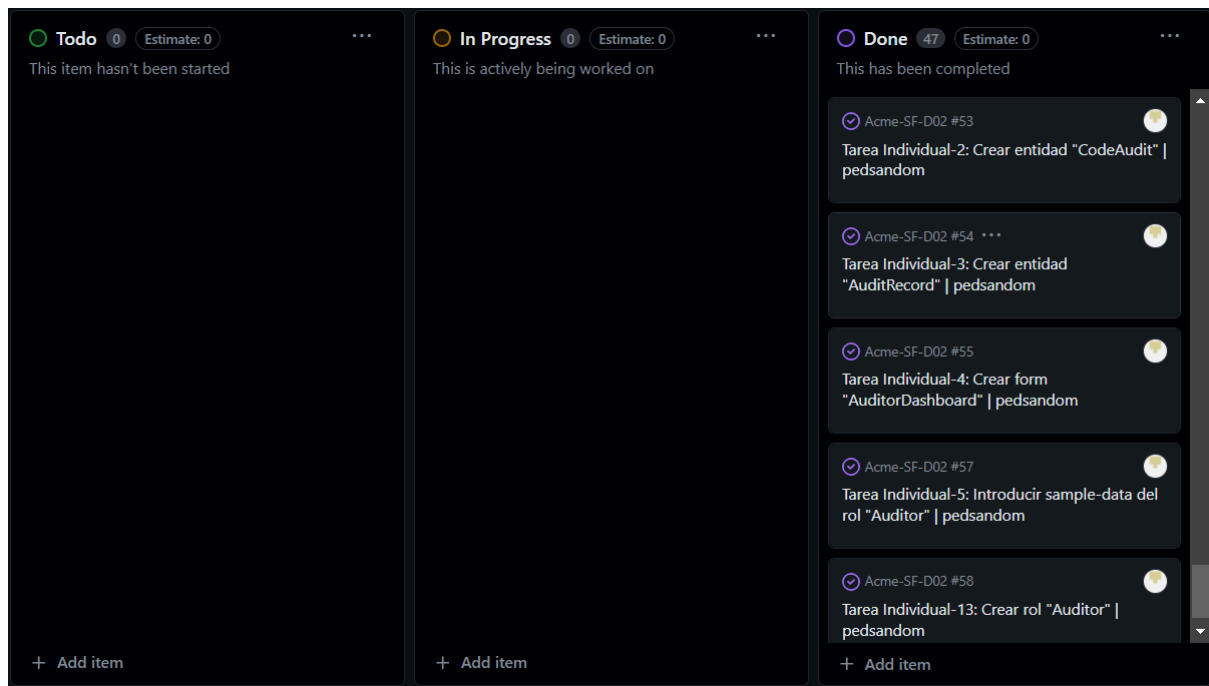 Todo 0 Estimate: 0 ...
This item hasn't been started
+ Add item
In Progress 0 Estimate: 0 ...
This is actively being worked on
+ Add item
Done 47 Estimate: 0 ...
This has been completed
Acme-SF-D02 #53
Tarea Individual-2: Crear entidad "CodeAudit" |
pedsandom
Acme-SF-D02 #54 ...
Tarea Individual-3: Crear entidad
"AuditRecord" | pedsandom
Acme-SF-D02 #55
Tarea Individual-4: Crear form
"AuditorDashboard" | pedsandom
Acme-SF-D02 #57
Tarea Individual-5: Introducir sample-data del
rol "Auditor" | pedsandom
Acme-SF-D02 #58
Tarea Individual-13: Crear rol "Auditor" |
pedsandom
+ Add item